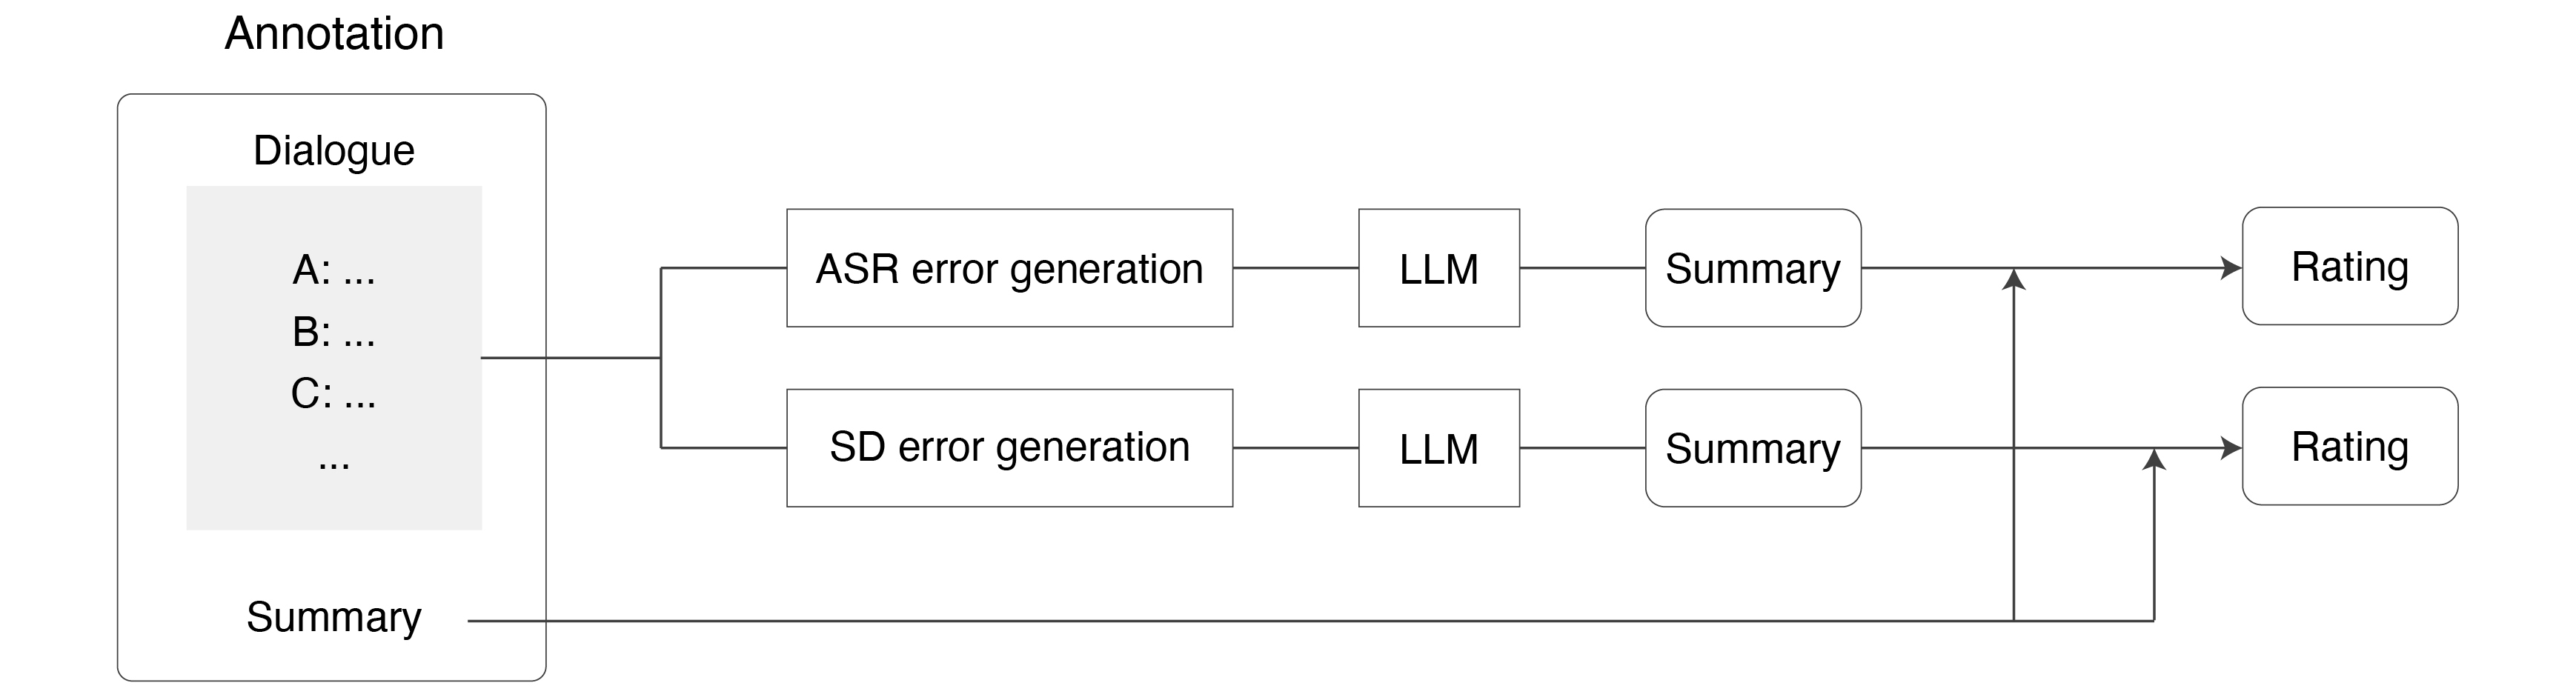 Annotation
Dialogue
A: ...
B: ...
C: ...
...
Summary
ASR error generation
LLM
Summary
Rating
SD error generation
LLM
Summary
Rating